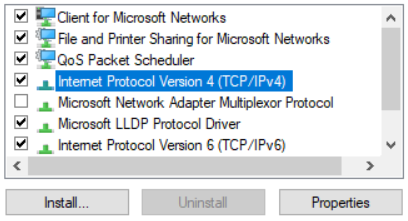 Client for Microsoft Networks
File and Printer Sharing for Microsoft Networks
QoS Packet Scheduler
Internet Protocol Version 4 (TCP/IPv4)
Microsoft Network Adapter Multiplexor Protocol
Microsoft LLDP Protocol Driver
Internet Protocol Version 6 (TCP/IPv6)
Install... Uninstall Properties